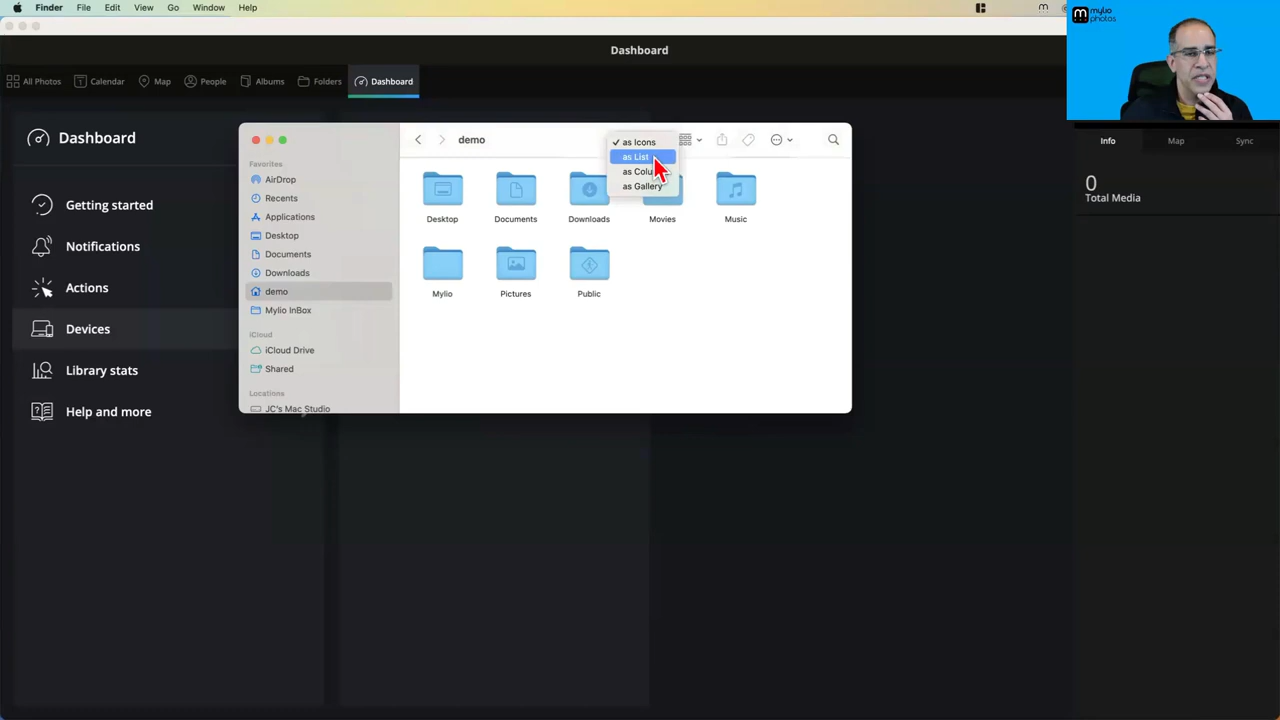 Finder File Edit View Go Window Help
mylio
photos
Dashboard
All Photos Calendar Map People Albums Folders Dashboard
Dashboard
Getting started
Notifications
Actions
Devices
Library stats
Help and more
demo
Favorites
AirDrop
Recents
Applications
Desktop
Documents
Downloads
demo
Mylio InBox
iCloud
iCloud Drive
Shared
Locations
JC's Mac Studio
as Icons
as List
as Colu
as Gallery
Desktop Documents Downloads Movies Music
Mylio Pictures Public
Info Map Sync
0
Total Media